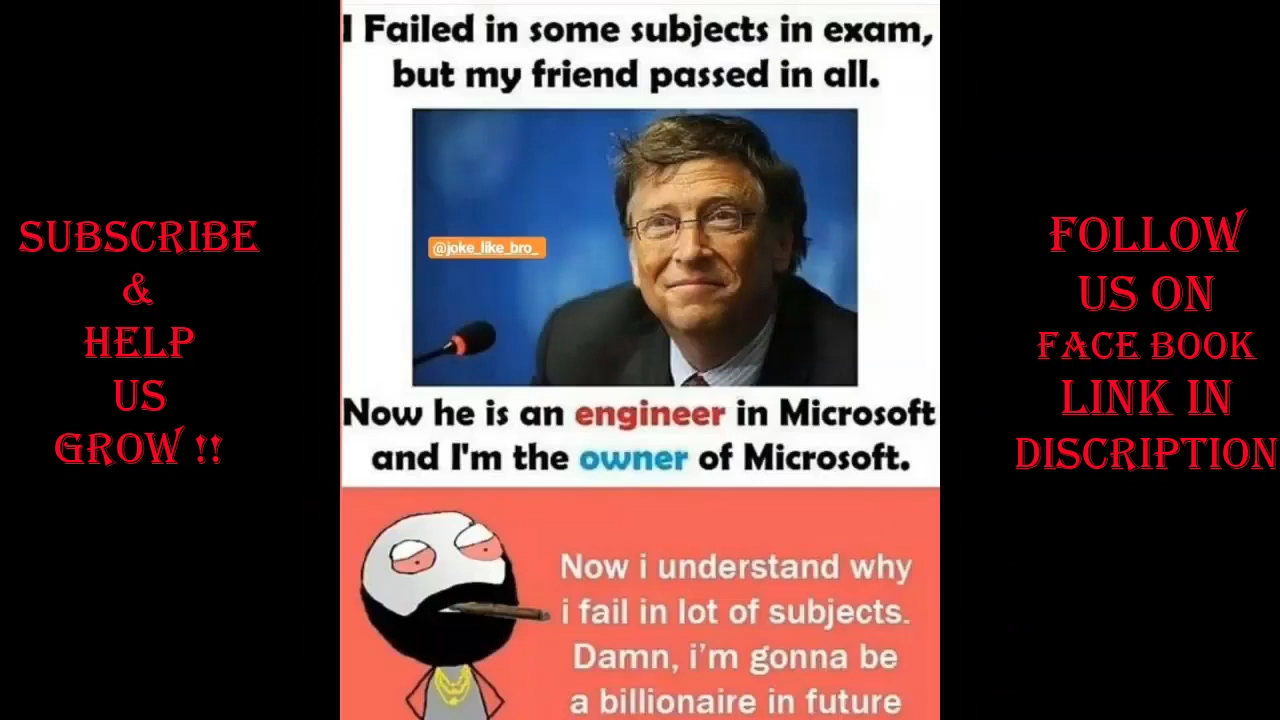 I Failed in some subjects in exam,
but my friend passed in all.
@joke_like_bro_
Now he is an engineer in Microsoft
and I'm the owner of Microsoft.
Now i understand why
i fail in lot of subjects.
Damn, i'm gonna be
a billionaire in future
SUBSCRIBE
&
HELP
US
GROW !!
FOLLOW
US ON
FACE BOOK
LINK IN
DISCRIPTION